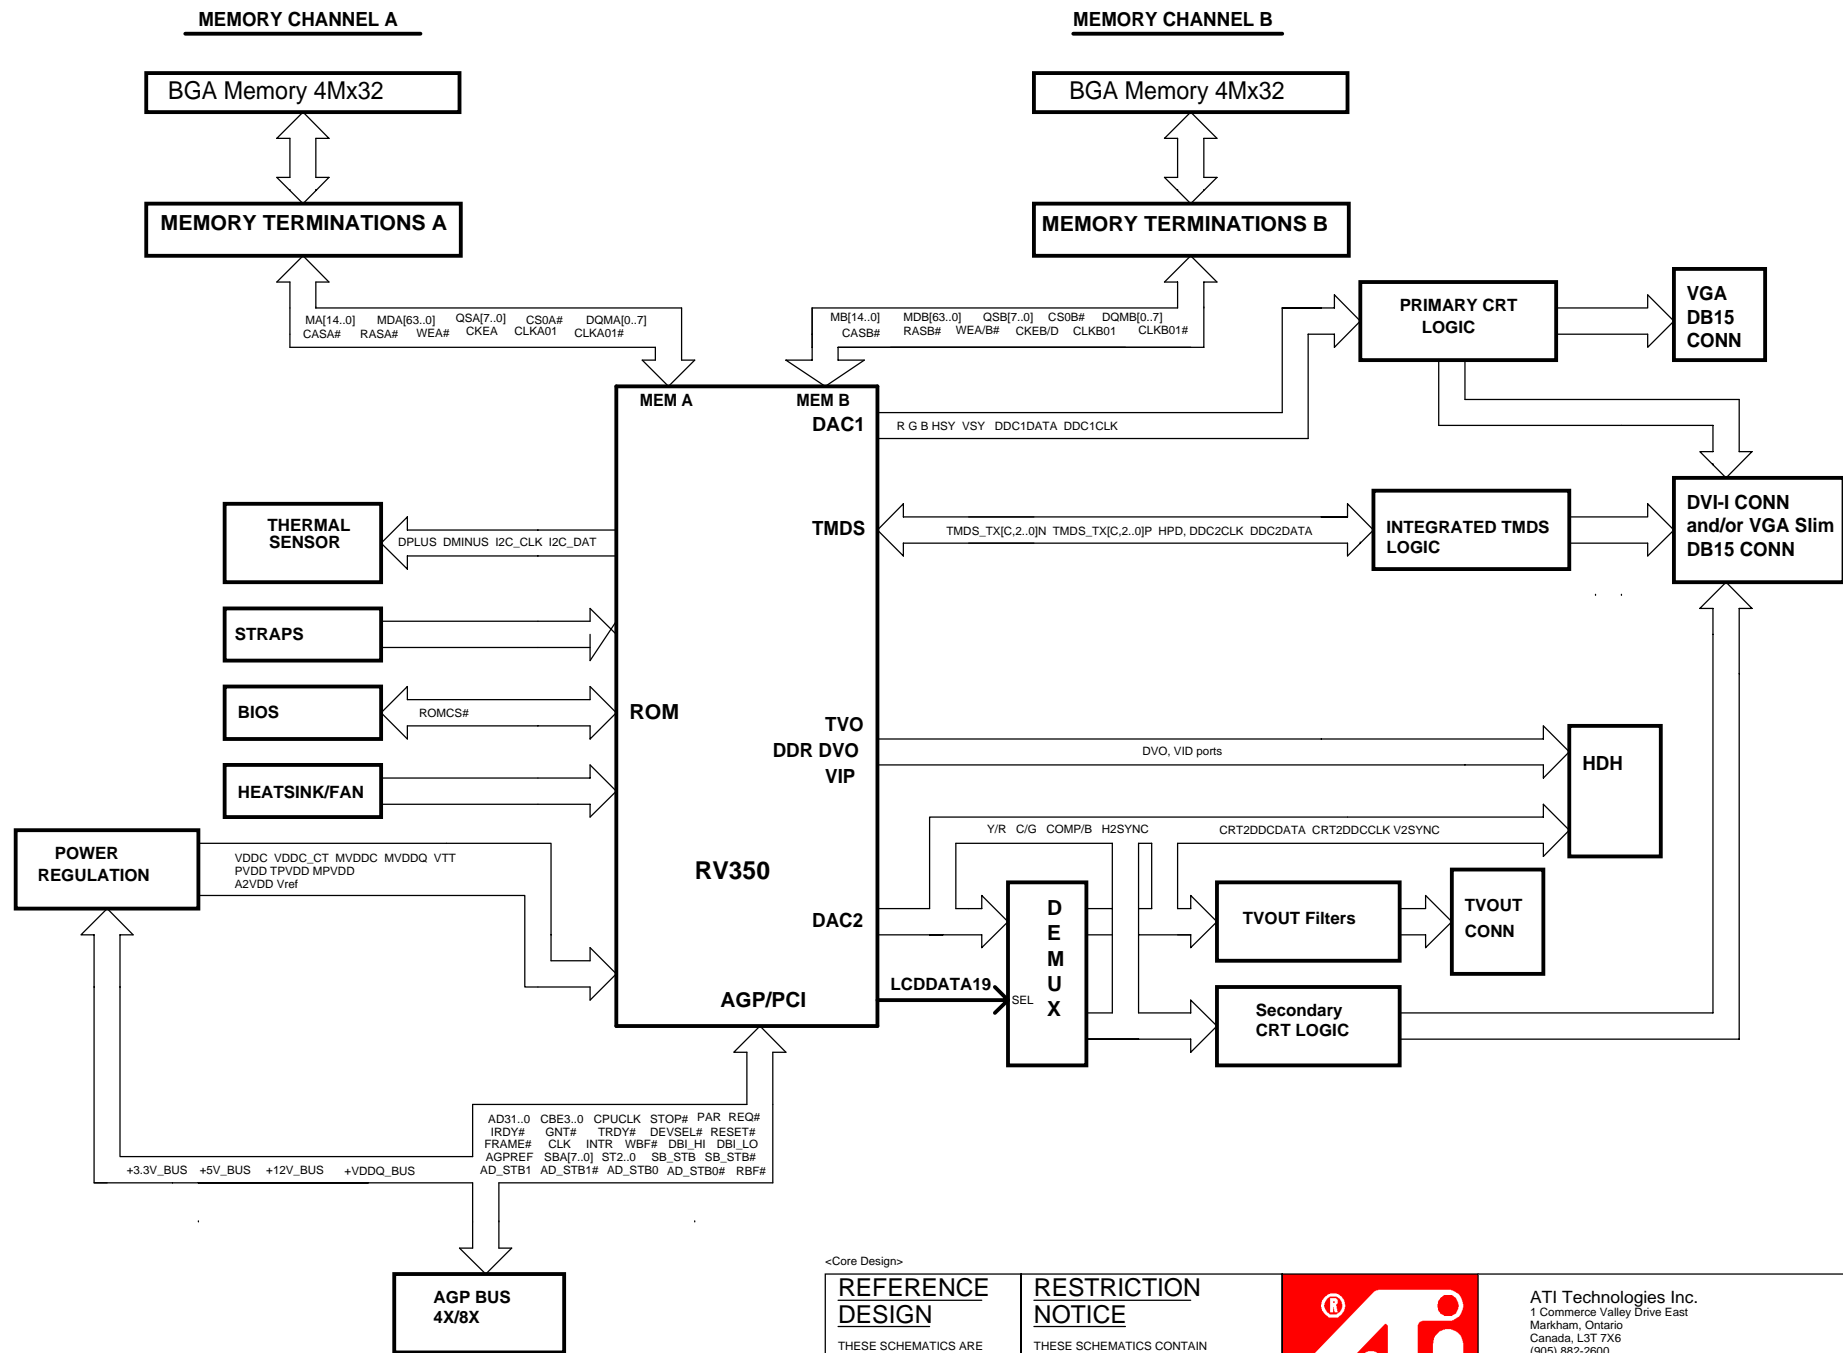 MEMORY CHANNEL A
MEMORY CHANNEL B
BGA Memory 4Mx32
BGA Memory 4Mx32
MEMORY TERMINATIONS A
MEMORY TERMINATIONS B
MA[14..0] MDA[63..0] QSA[7..0] CS0A# DQMA[0..7]
CASA# RASA# WEA# CKEA CLKA01 CLKA01#
MB[14..0] MDB[63..0] QSB[7..0] CS0B# DQMB[0..7]
CASB# RASB# WEA/B# CKEB/D CLKB01 CLKB01#
PRIMARY CRT
LOGIC
VGA
DB15
CONN
MEM A
MEM B
DAC1
R G B HSY VSY DDC1DATA DDC1CLK
THERMAL
SENSOR
DPLUS DMINUS I2C_CLK I2C_DAT
TMDS
TMDS_TX[C,2..0]N TMDS_TX[C,2..0]P HPD, DDC2CLK DDC2DATA
INTEGRATED TMDS
LOGIC
DVI-I CONN
and/or VGA Slim
DB15 CONN
STRAPS
BIOS
ROMCS#
ROM
TVO
DDR DVO
VIP
DVO, VID ports
HDH
HEATSINK/FAN
POWER
REGULATION
VDDC VDDC_CT MVDDC MVDDQ VTT
PVDD TPVDD MPVDD
A2VDD Vref
RV350
Y/R C/G COMP/B H2SYNC
CRT2DDCDATA CRT2DDCCLK V2SYNC
DAC2
D
E
M
U
X
TVOUT Filters
TVOUT
CONN
AGP/PCI
LCDDATA19
SEL
Secondary
CRT LOGIC
AD31..0 CBE3..0 CPUCLK STOP# PAR REQ#
IRDY# GNT# TRDY# DEVSEL# RESET#
FRAME# CLK INTR WBF# DBI_HI DBI_LO
AGPREF SBA[7..0] ST2..0 SB_STB SB_STB#
AD_STB1 AD_STB1# AD_STB0 AD_STB0# RBF#
+3.3V_BUS +5V_BUS +12V_BUS +VDDQ_BUS
AGP BUS
4X/8X
<Core Design>
REFERENCE
DESIGN
THESE SCHEMATICS ARE
RESTRICTION
NOTICE
THESE SCHEMATICS CONTAIN
®
ATi
ATI Technologies Inc.
1 Commerce Valley Drive East
Markham, Ontario
Canada, L3T 7X6
(905) 882-2600